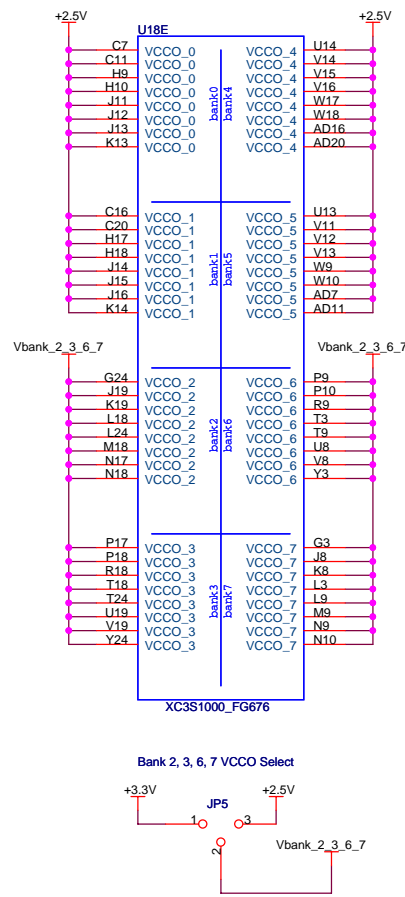 +2.5V +2.5V
U18E
C7 VCCO_0 VCCO_4 U14
C11 VCCO_0 VCCO_4 V14
H9 VCCO_0 VCCO_4 V15
H10 VCCO_0 VCCO_4 V16
J11 VCCO_0 VCCO_4 W17
J12 VCCO_0 VCCO_4 W18
J13 VCCO_0 VCCO_4 AD16
K13 VCCO_0 VCCO_4 AD20
bank0 bank4
C16 VCCO_1 VCCO_5 U13
C20 VCCO_1 VCCO_5 V11
H17 VCCO_1 VCCO_5 V12
H18 VCCO_1 VCCO_5 V13
J14 VCCO_1 VCCO_5 W9
J15 VCCO_1 VCCO_5 W10
J16 VCCO_1 VCCO_5 AD7
K14 VCCO_1 VCCO_5 AD11
bank1 bank5
Vbank_2_3_6_7 Vbank_2_3_6_7
G24 VCCO_2 VCCO_6 P9
J19 VCCO_2 VCCO_6 P10
K19 VCCO_2 VCCO_6 R9
L18 VCCO_2 VCCO_6 T3
L24 VCCO_2 VCCO_6 T9
M18 VCCO_2 VCCO_6 U8
N17 VCCO_2 VCCO_6 V8
N18 VCCO_2 VCCO_6 Y3
bank2 bank6
P17 VCCO_3 VCCO_7 G3
P18 VCCO_3 VCCO_7 J8
R18 VCCO_3 VCCO_7 K8
T18 VCCO_3 VCCO_7 L3
T24 VCCO_3 VCCO_7 L9
U19 VCCO_3 VCCO_7 M9
V19 VCCO_3 VCCO_7 N9
Y24 VCCO_3 VCCO_7 N10
bank3 bank7
XC3S1000_FG676
Bank 2, 3, 6, 7 VCCO Select
+3.3V +2.5V
JP5
1 3
2
Vbank_2_3_6_7